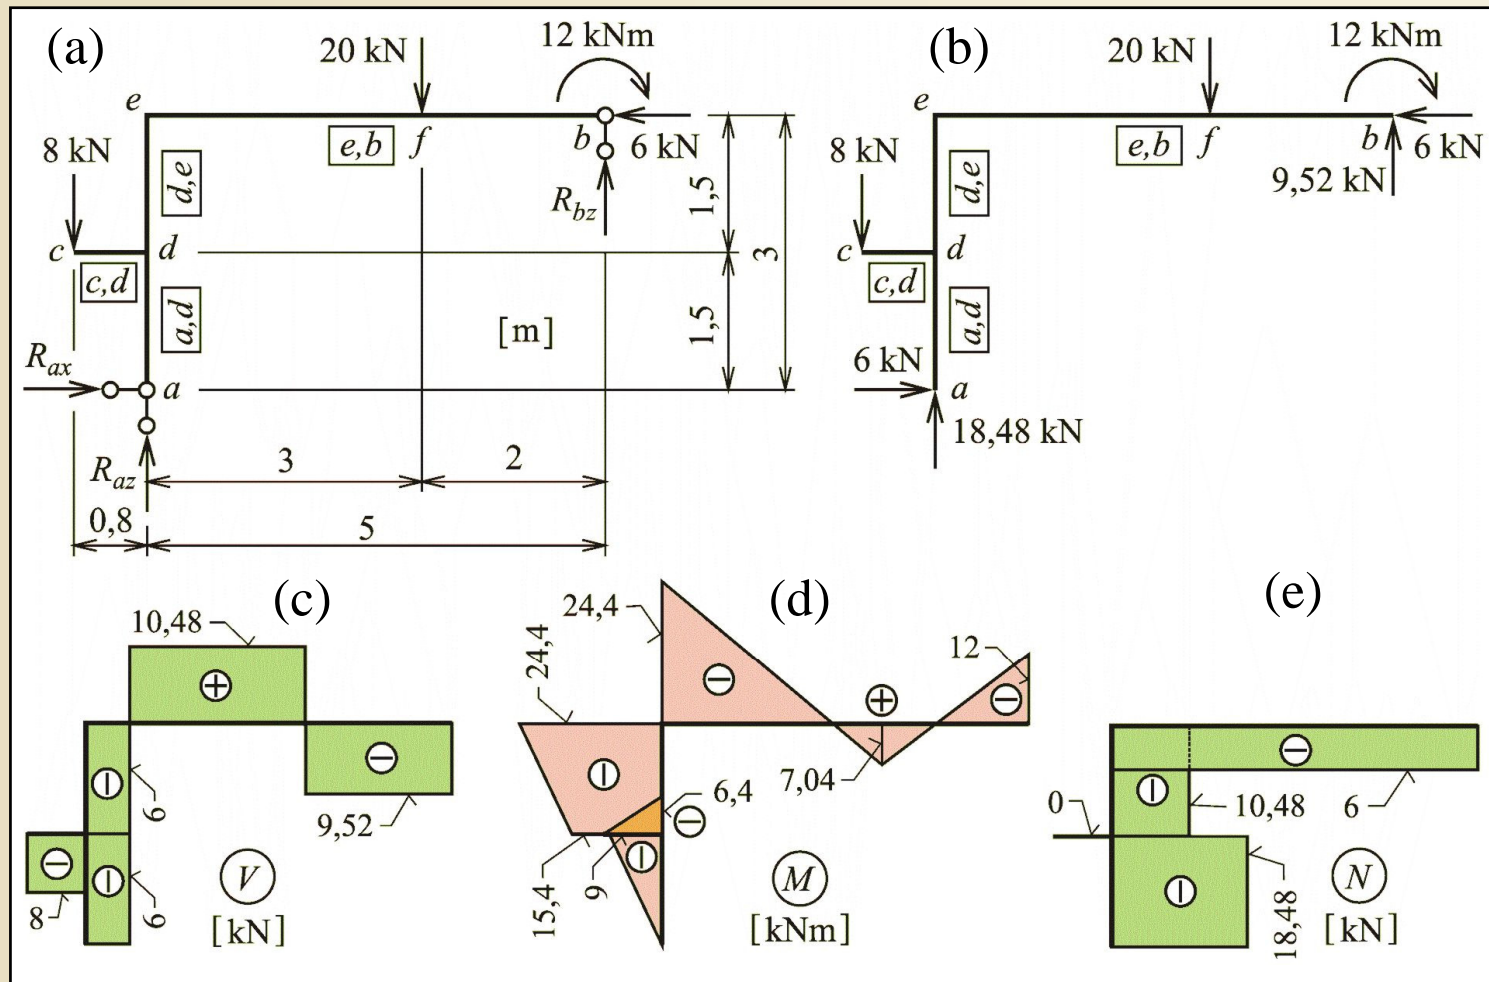 (a)
20 kN
12 kNm
e
8 kN
d,e
e,b
f
b
6 kN
R_bz
1,5
3
c
d
c,d
a,d
[m]
1,5
R_ax
a
R_az
3
2
0,8
5
(b)
20 kN
12 kNm
e
8 kN
d,e
e,b
f
b
6 kN
9,52 kN
c
d
c,d
a,d
6 kN
a
18,48 kN
(c)
10,48
+
−
6
9,52
−
8
6
V
[kN]
(d)
24,4
24,4
12
−
+
−
7,04
6,4
−
15,4
9
M
[kNm]
(e)
−
0
10,48
6
18,48
N
[kN]